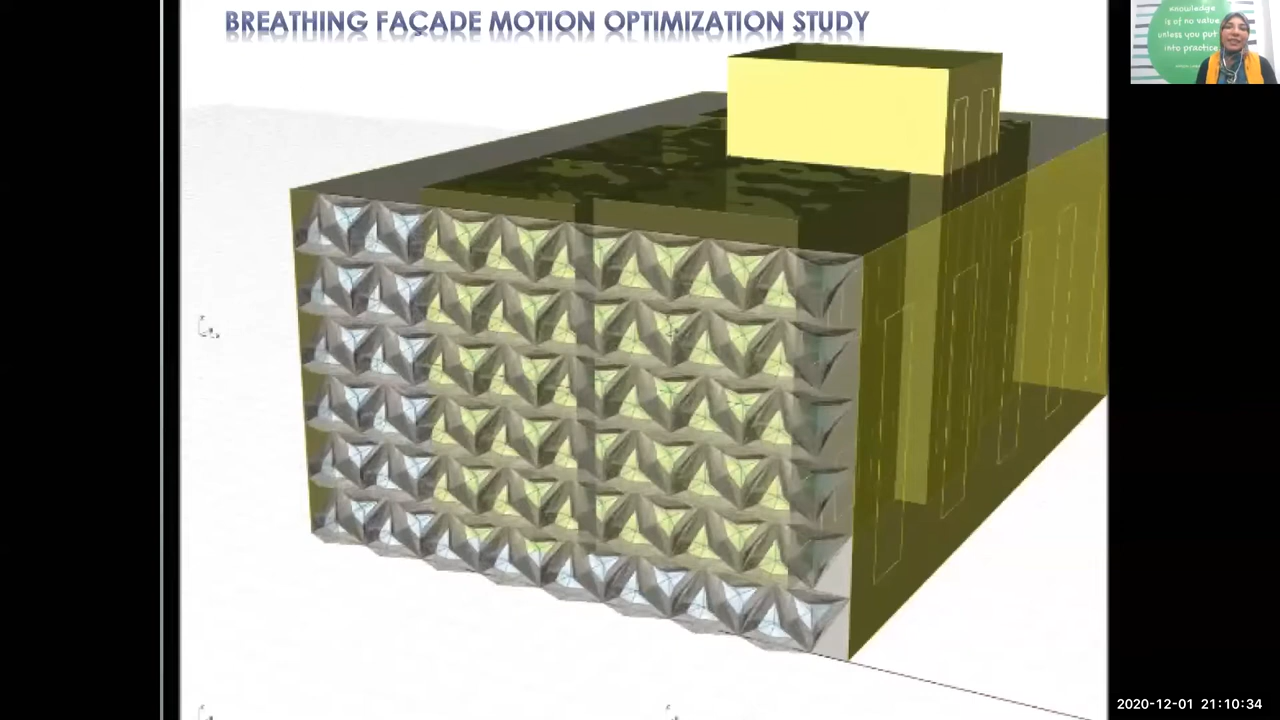 BREATHING FAÇADE MOTION OPTIMIZATION STUDY
knowledge
is of no value
unless you put
into practice
2020-12-01 21:10:34